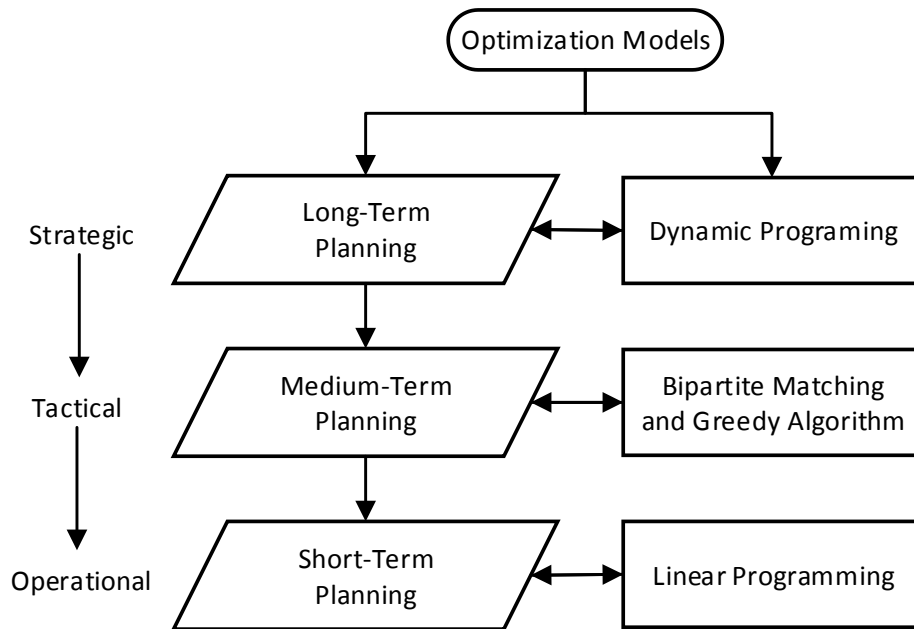 Optimization Models
Strategic
Long-Term
Planning
Dynamic Programing
Tactical
Medium-Term
Planning
Bipartite Matching
and Greedy Algorithm
Operational
Short-Term
Planning
Linear Programming